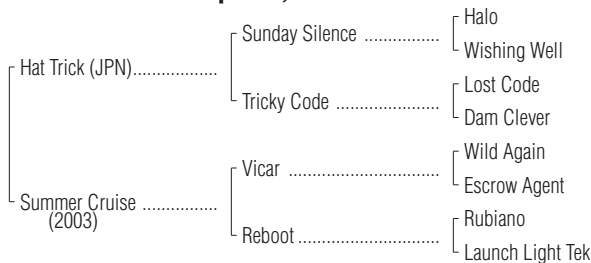 Halo
Sunday Silence ................
Wishing Well
Hat Trick (JPN)..................
Lost Code
Tricky Code ......................
Dam Clever
Wild Again
Vicar ................................
Escrow Agent
Summer Cruise ................
(2003)
Rubiano
Reboot..............................
Launch Light Tek